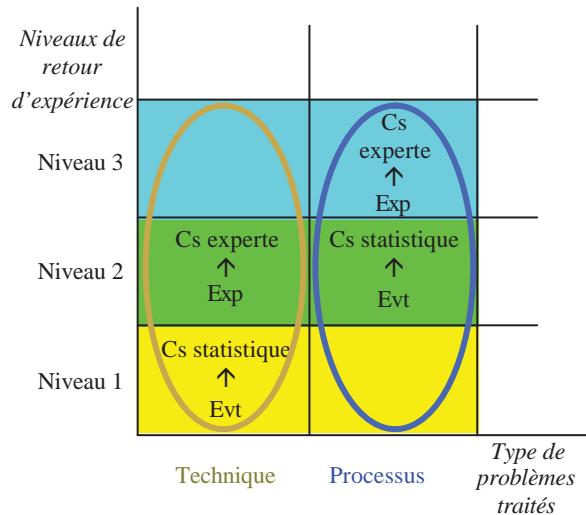 Niveaux de
retour
d'expérience
Niveau 3
Cs
experte
↑
Exp
Niveau 2
Cs experte
↑
Exp
Cs statistique
↑
Evt
Niveau 1
Cs statistique
↑
Evt
Technique
Processus
Type de
problèmes
traités